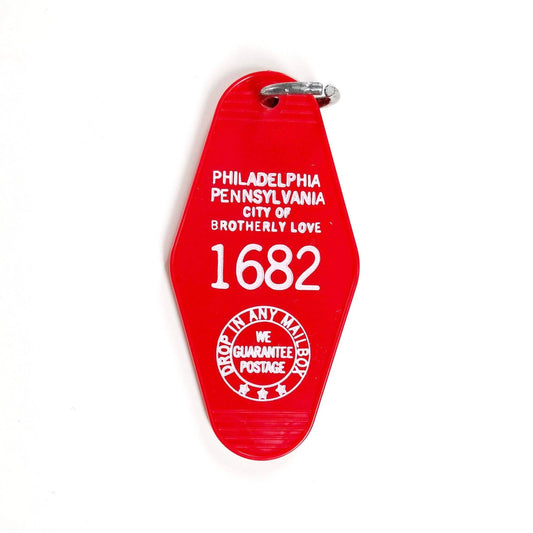 PHILADELPHIA
PENNSYLVANIA
CITY OF
BROTHERLY LOVE
1682
DROP IN ANY MAILBOX
WE
GUARANTEE
POSTAGE